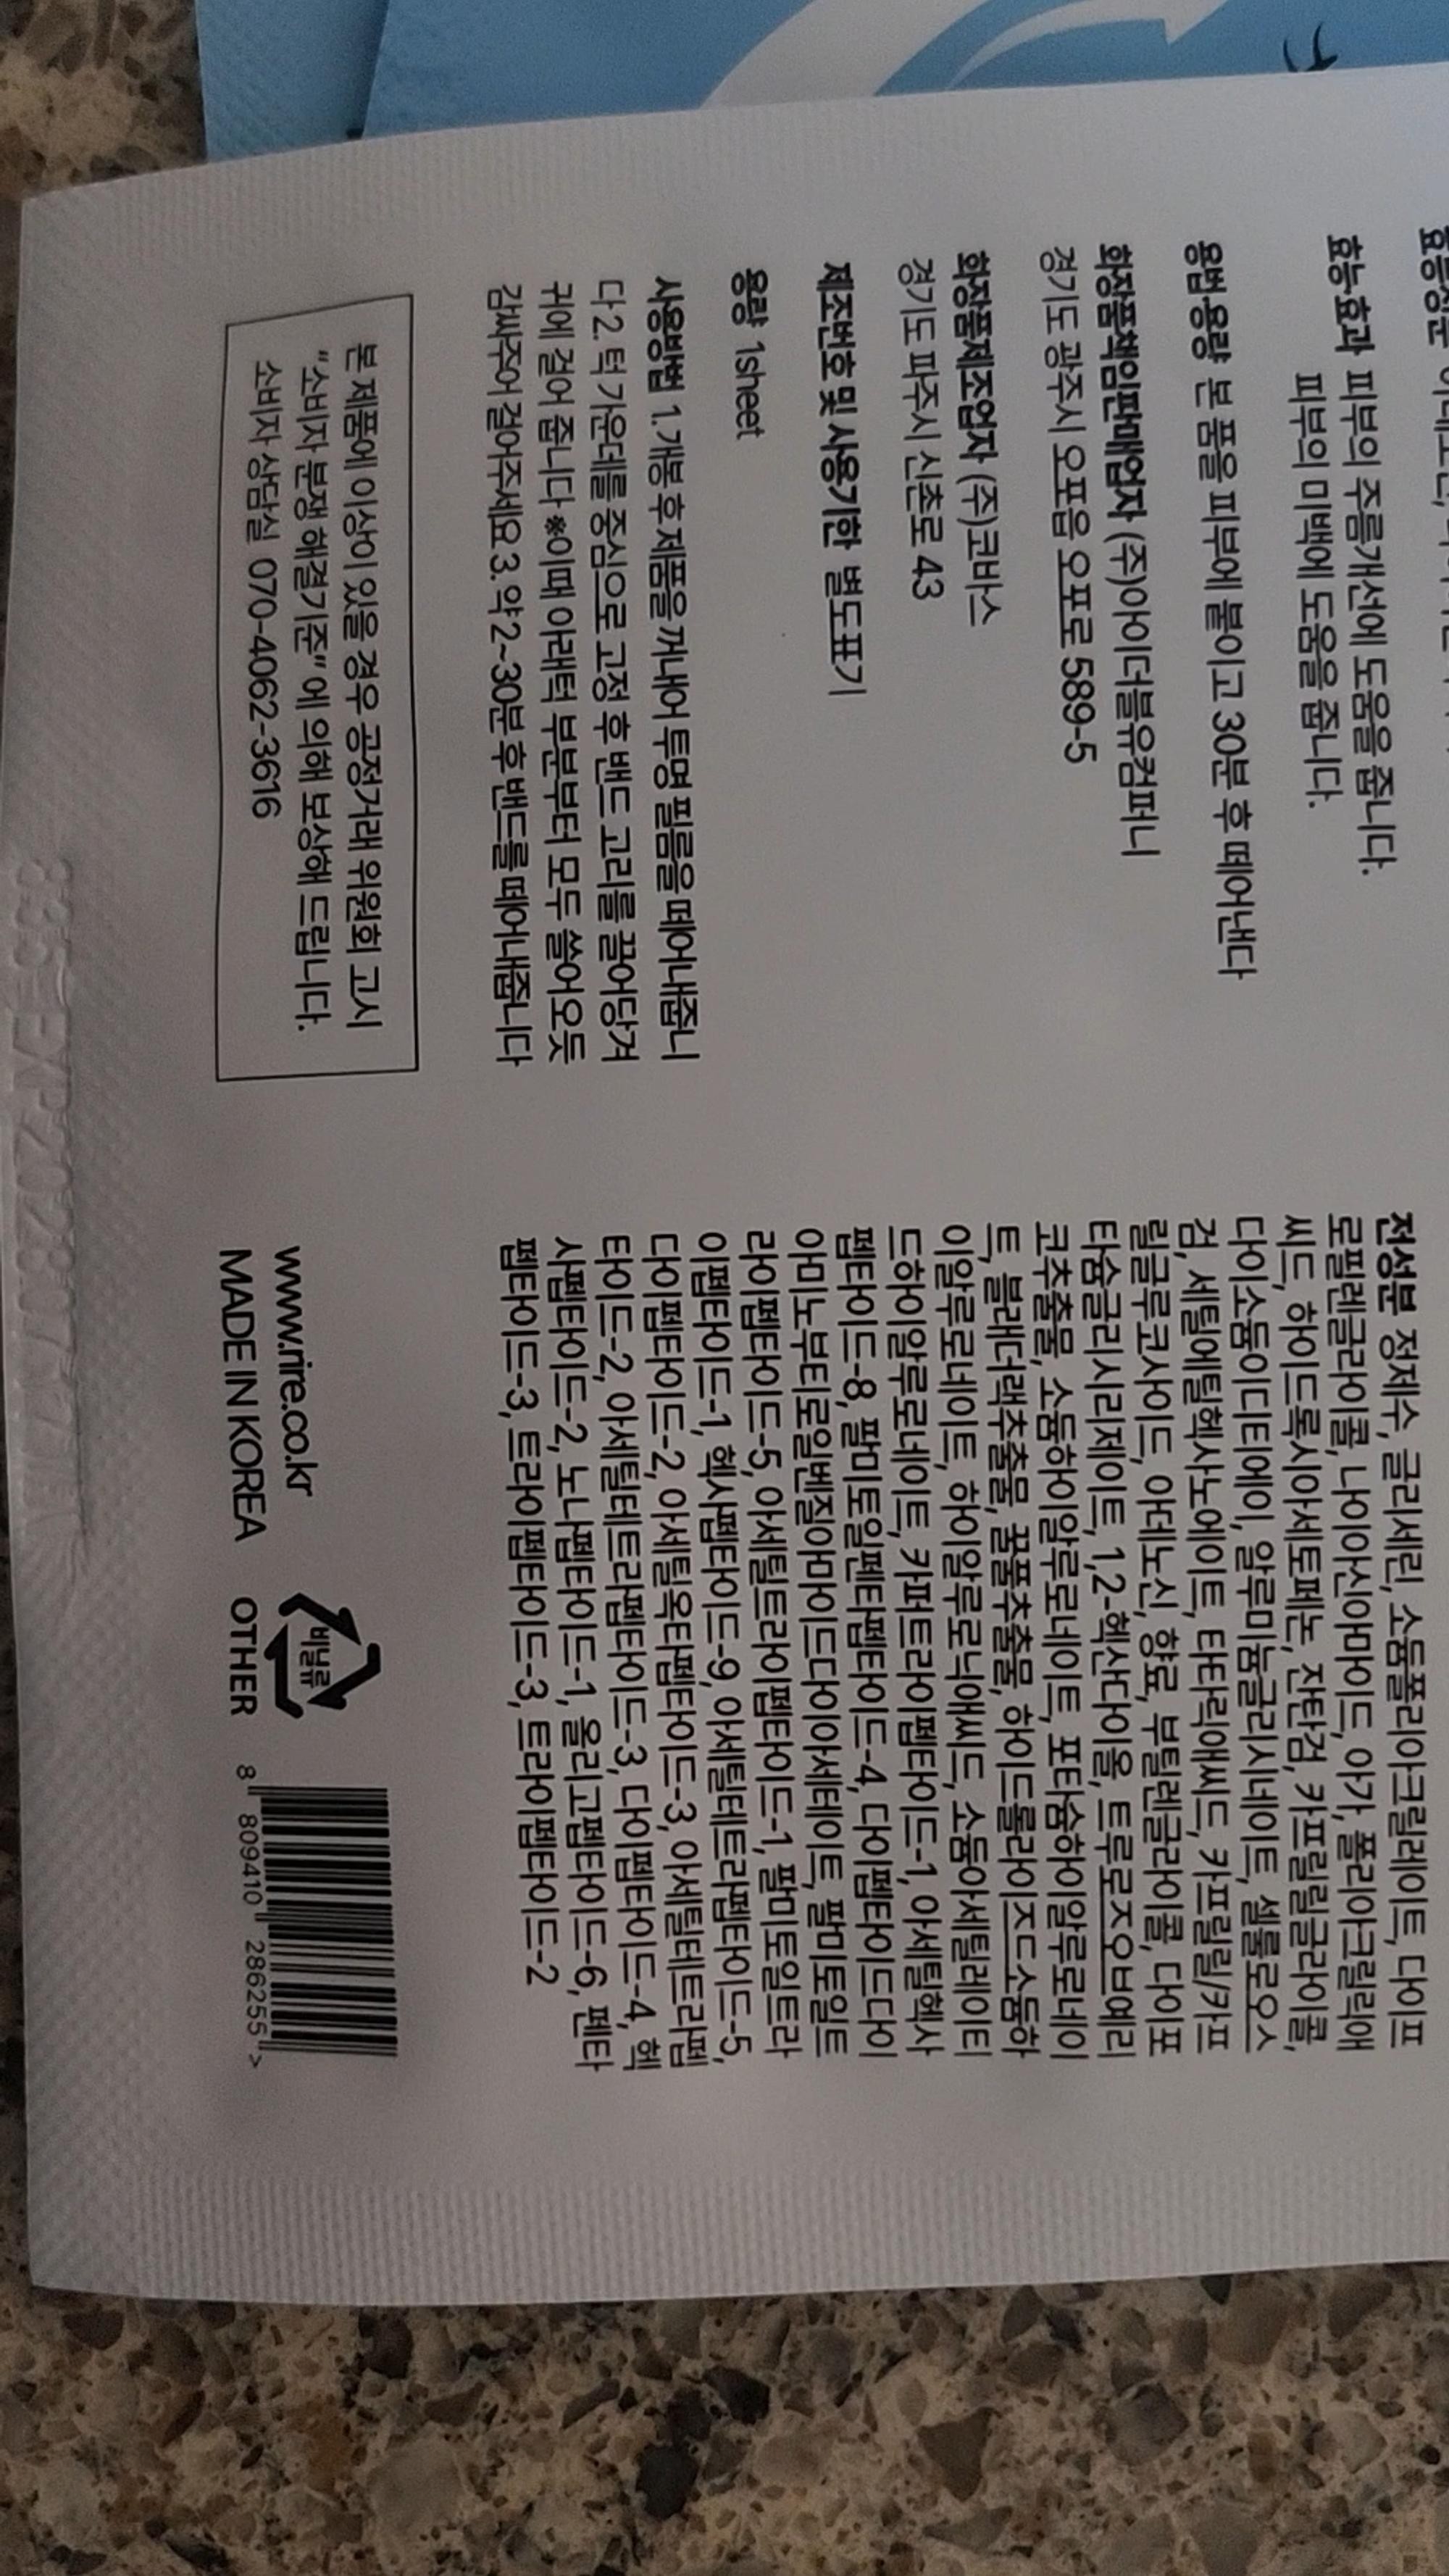 효능효과 피부의 주름개선에 도움을 줍니다.
피부의 미백에 도움을 줍니다.
용법·용량 본 품을 피부에 붙이고 30분 후 떼어낸다
화장품책임판매업자 (주)아이더블유컴퍼니
경기도 광주시 오포읍 오포로 589-5
화장품제조업자 (주)코바스
경기도 파주시 신촌로 43
제조번호 및 사용기한 별도표기
용량 1sheet
사용방법 1.개봉 후 제품을 꺼내어 투명 필름을 떼어내줍니
다 2. 턱 가운데를 중심으로 고정 후 밴드 고리를 끌어당겨
귀에 걸어 줍니다 ※이때 아래턱 부분부터 모두 쓸어오듯
감싸주어 걸어주세요 3. 약 2~30분 후 밴드를 떼어내줍니다
본 제품에 이상이 있을 경우 공정거래 위원회 고시
"소비자 분쟁 해결기준" 에 의해 보상해 드립니다.
소비자 상담실 070-4062-3616
전성분 정제수, 글리세린, 소듐폴리아크릴레이트, 다이프
로필렌글라이콜, 나이아신아마이드, 아가, 폴리아크릴릭애
씨드, 하이드록시아세토페논, 잔탄검, 카프릴릴글라이콜,
다이소듐이디티에이, 알루미늄글리시네이트, 셀룰로오스
검, 세틸에틸헥사노에이트, 타타릭애씨드, 카프릴릴/카프
릴글루코사이드, 아데노신, 향료, 부틸렌글라이콜, 다이포
타슘글리시리제이트, 1,2-헥산다이올, 트루로즈오브예리
코추출물, 소듐하이알루로네이트, 포타슘하이알루로네이
트, 블래더랙추출물, 꿀풀추출물, 하이드롤라이즈드소듐하
이알루로네이트, 하이알루로닉애씨드, 소듐아세틸레이티
드하이알루로네이트, 카퍼트라이펩타이드-1, 아세틸헥사
펩타이드-8, 팔미토일펜타펩타이드-4, 다이펩타이드다이
아미노부티로일벤질아마이드다이아세테이트, 팔미토일트
라이펩타이드-5, 아세틸트라이펩타이드-1, 팔미토일트라
이펩타이드-1, 헥사펩타이드-9, 아세틸테트라펩타이드-5,
다이펩타이드-2, 아세틸옥타펩타이드-3, 아세틸테트라펩
타이드-2, 아세틸테트라펩타이드-3, 다이펩타이드-4, 헥
사펩타이드-2, 노나펩타이드-1, 올리고펩타이드-6, 펜타
펩타이드-3, 트라이펩타이드-3, 트라이펩타이드-2
www.rire.co.kr
MADE IN KOREA
비닐류
OTHER
8 809410 286255 >